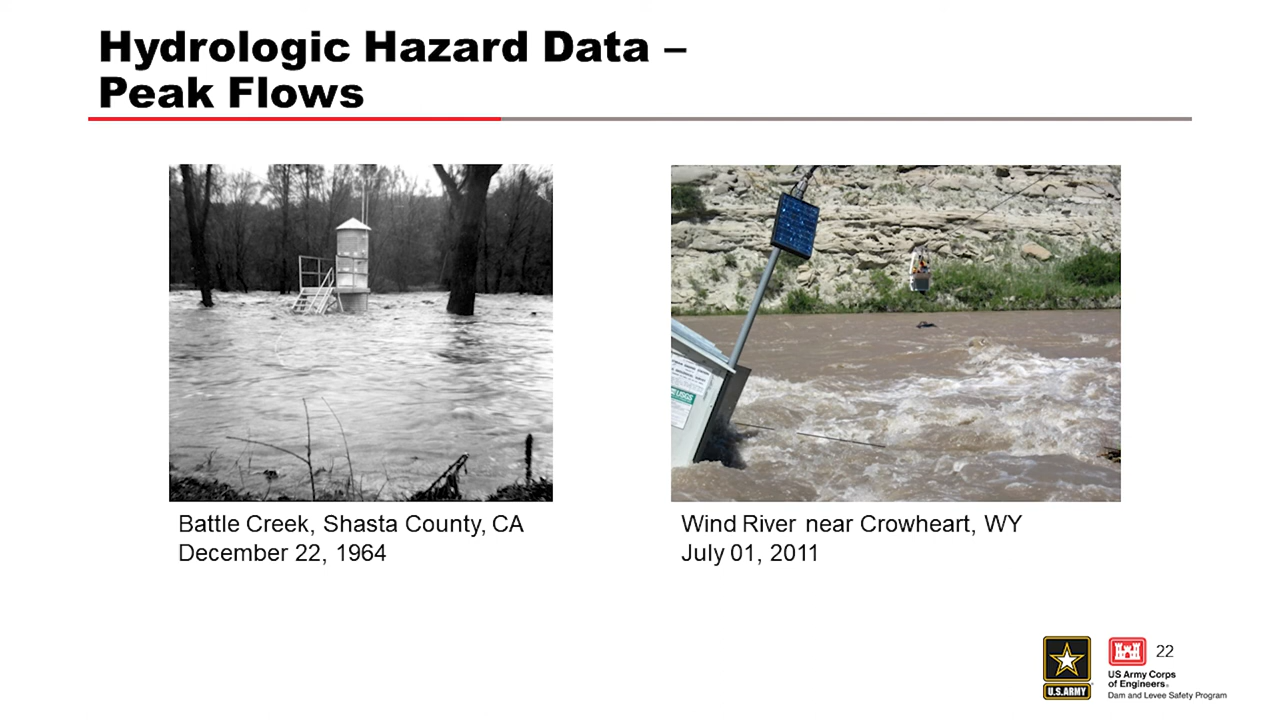 Hydrologic Hazard Data –
Peak Flows
Battle Creek, Shasta County, CA
December 22, 1964
Wind River near Crowheart, WY
July 01, 2011
U.S.ARMY
22
US Army Corps
of Engineers®
Dam and Levee Safety Program